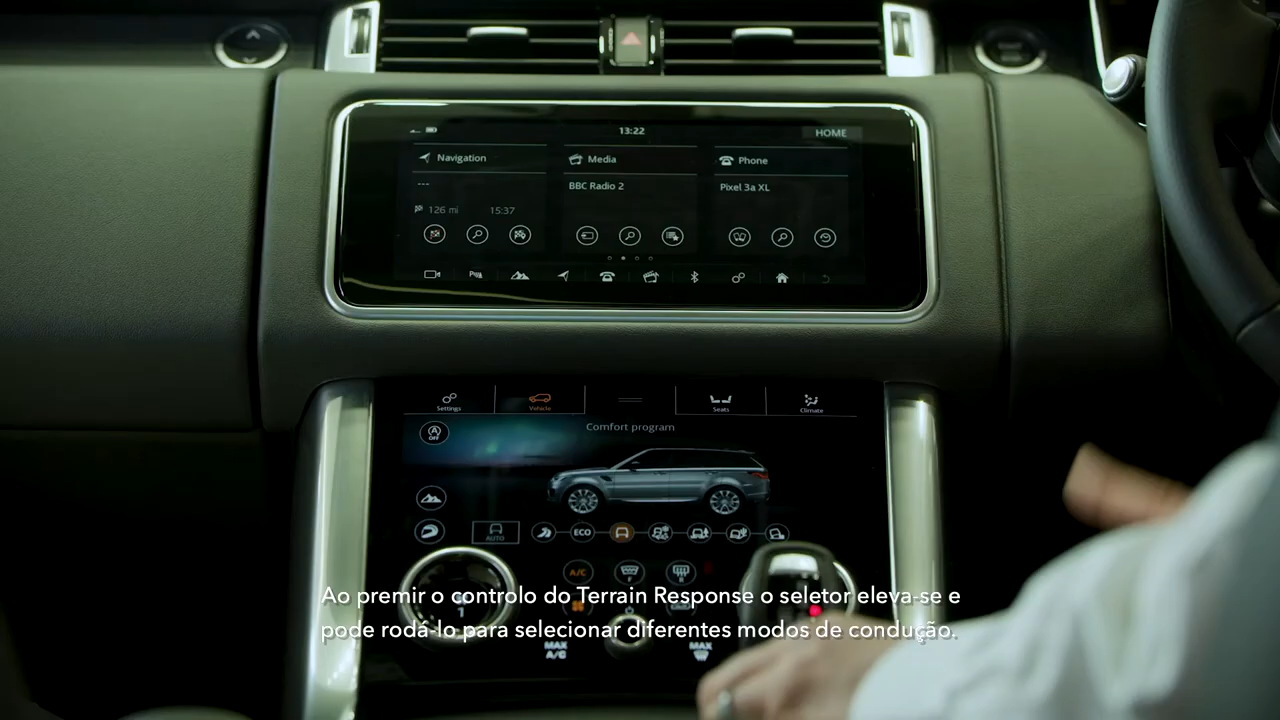 13:22
HOME
Navigation
Media
Phone
---
BBC Radio 2
Pixel 3a XL
126 mi 15:37
Settings
Vehicle
Seats
Climate
Comfort program
OFF
AUTO
ECO
A/C
F
R
Ao premir o controlo do Terrain Response o seletor eleva-se e
1
pode rodá-lo para selecionar diferentes modos de condução.
MAX
A/C
MAX